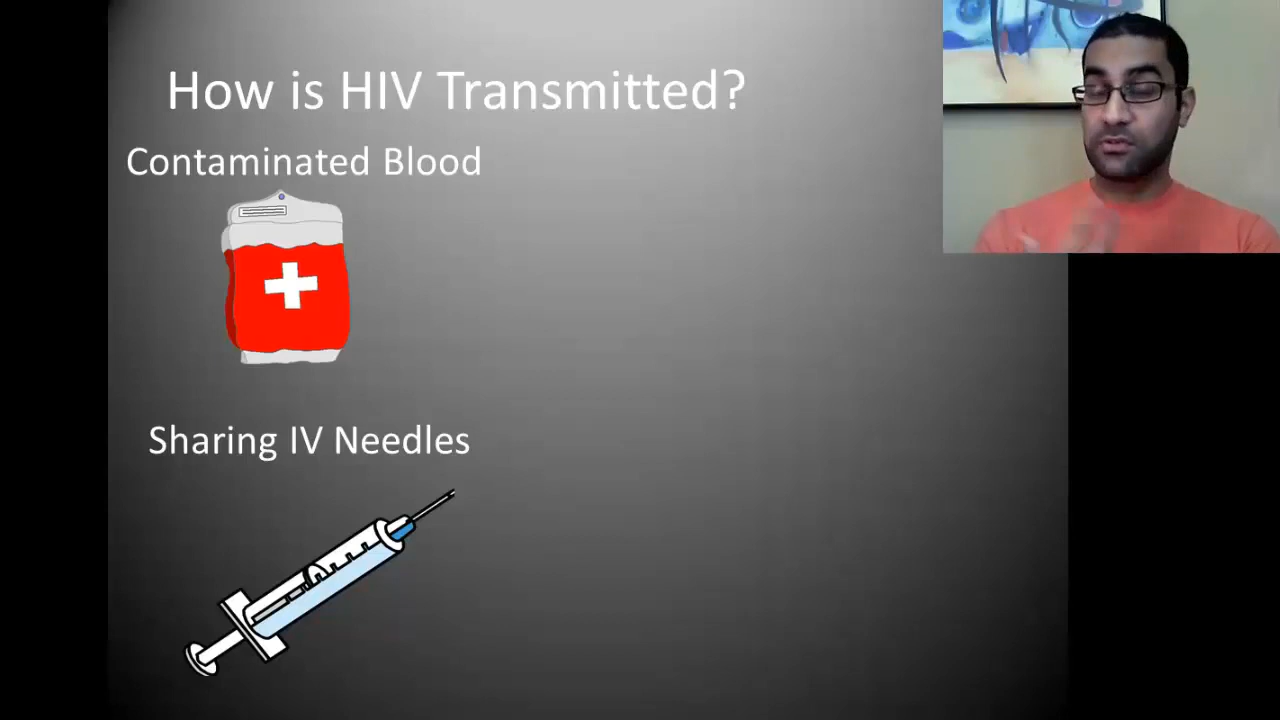 How is HIV Transmitted?
Contaminated Blood
Sharing IV Needles